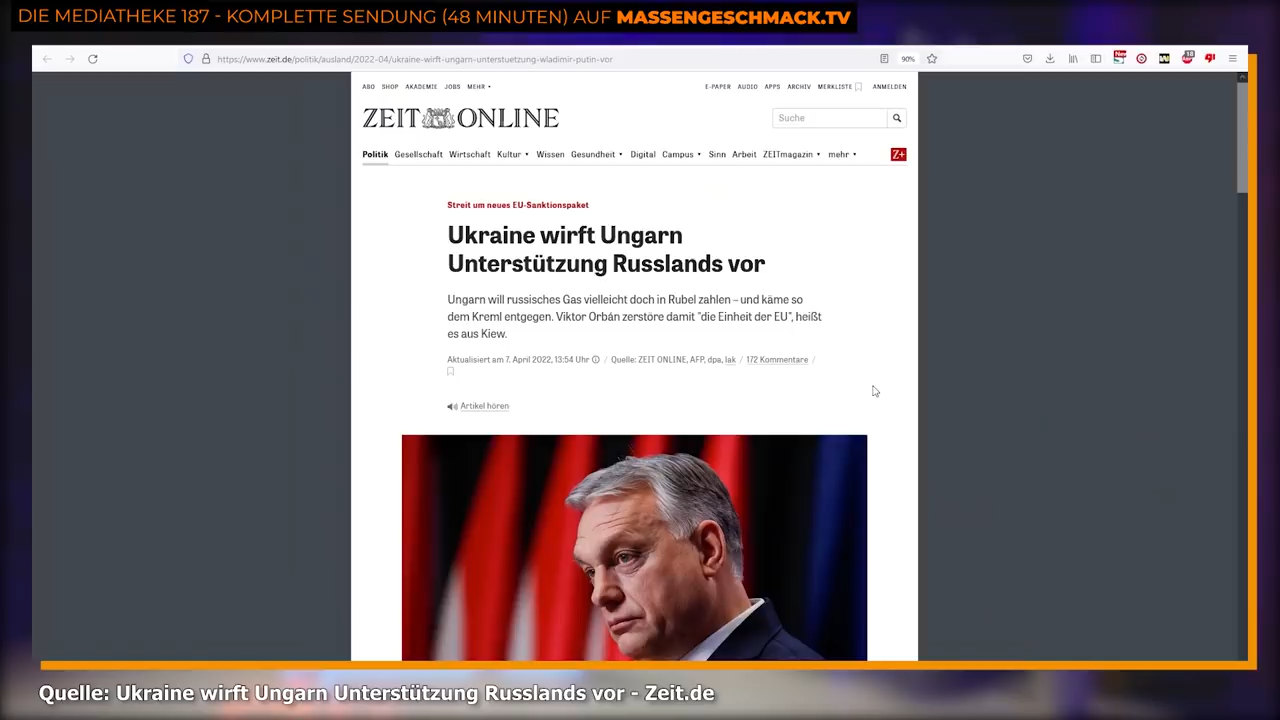 DIE MEDIATHEKE 187 - KOMPLETTE SENDUNG (48 MINUTEN) AUF MASSENGESCHMACK.TV
https://www.zeit.de/politik/ausland/2022-04/ukraine-wirft-ungarn-unterstuetzung-wladimir-putin-vor
90%
ABO SHOP AKADEMIE JOBS MEHR
E-PAPER AUDIO APPS ARCHIV MERKLISTE ANMELDEN
ZEIT ONLINE
Suche
Politik Gesellschaft Wirtschaft Kultur Wissen Gesundheit Digital Campus Sinn Arbeit ZEITmagazin mehr Z+
Streit um neues EU-Sanktionspaket
Ukraine wirft Ungarn
Unterstützung Russlands vor
Ungarn will russisches Gas vielleicht doch in Rubel zahlen – und käme so
dem Kreml entgegen. Viktor Orbán zerstöre damit "die Einheit der EU", heißt
es aus Kiew.
Aktualisiert am 7. April 2022, 13:54 Uhr / Quelle: ZEIT ONLINE, AFP, dpa, lak / 172 Kommentare /
Artikel hören
Quelle: Ukraine wirft Ungarn Unterstützung Russlands vor - Zeit.de